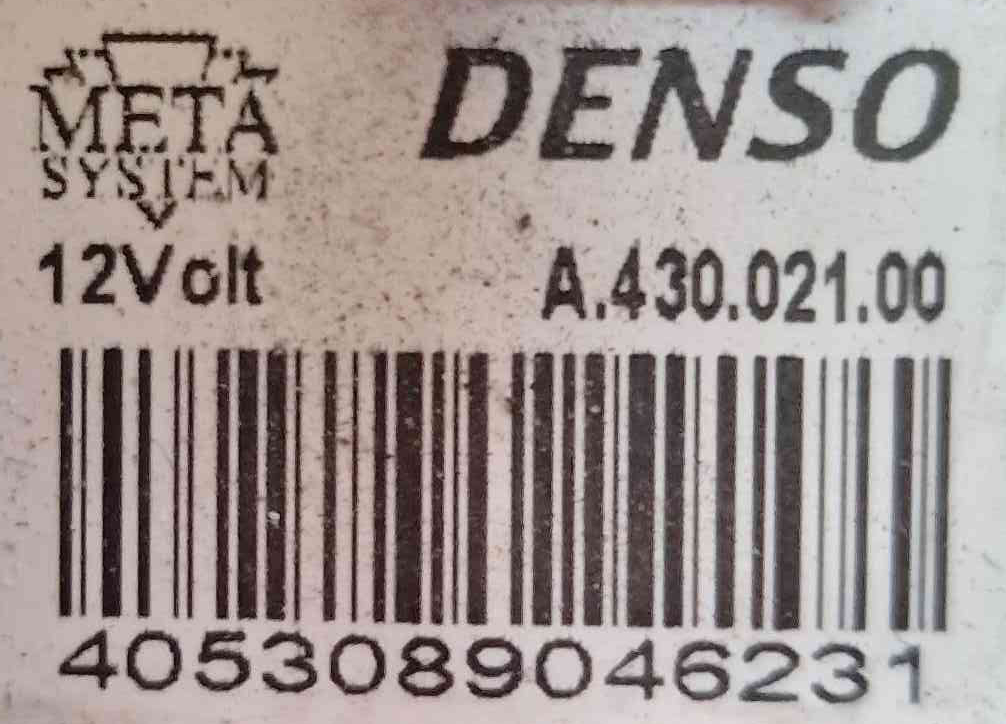 META
SYSTEM
DENSO
12Volt
A.430.021.00
4053089046231